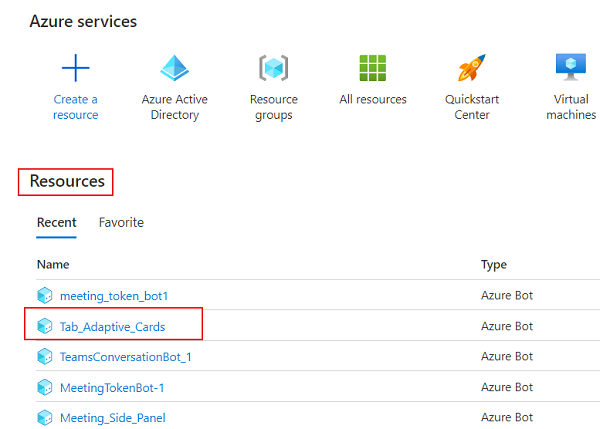 Azure services
Create a
resource
Azure Active
Directory
Resource
groups
All resources
Quickstart
Center
Virtual
machines
Resources
Recent Favorite
Name Type
meeting_token_bot1 Azure Bot
Tab_Adaptive_Cards Azure Bot
TeamsConversationBot_1 Azure Bot
MeetingTokenBot-1 Azure Bot
Meeting_Side_Panel Azure Bot